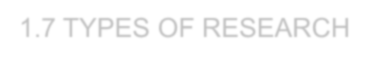 1.7 TYPES OF RESEARCH